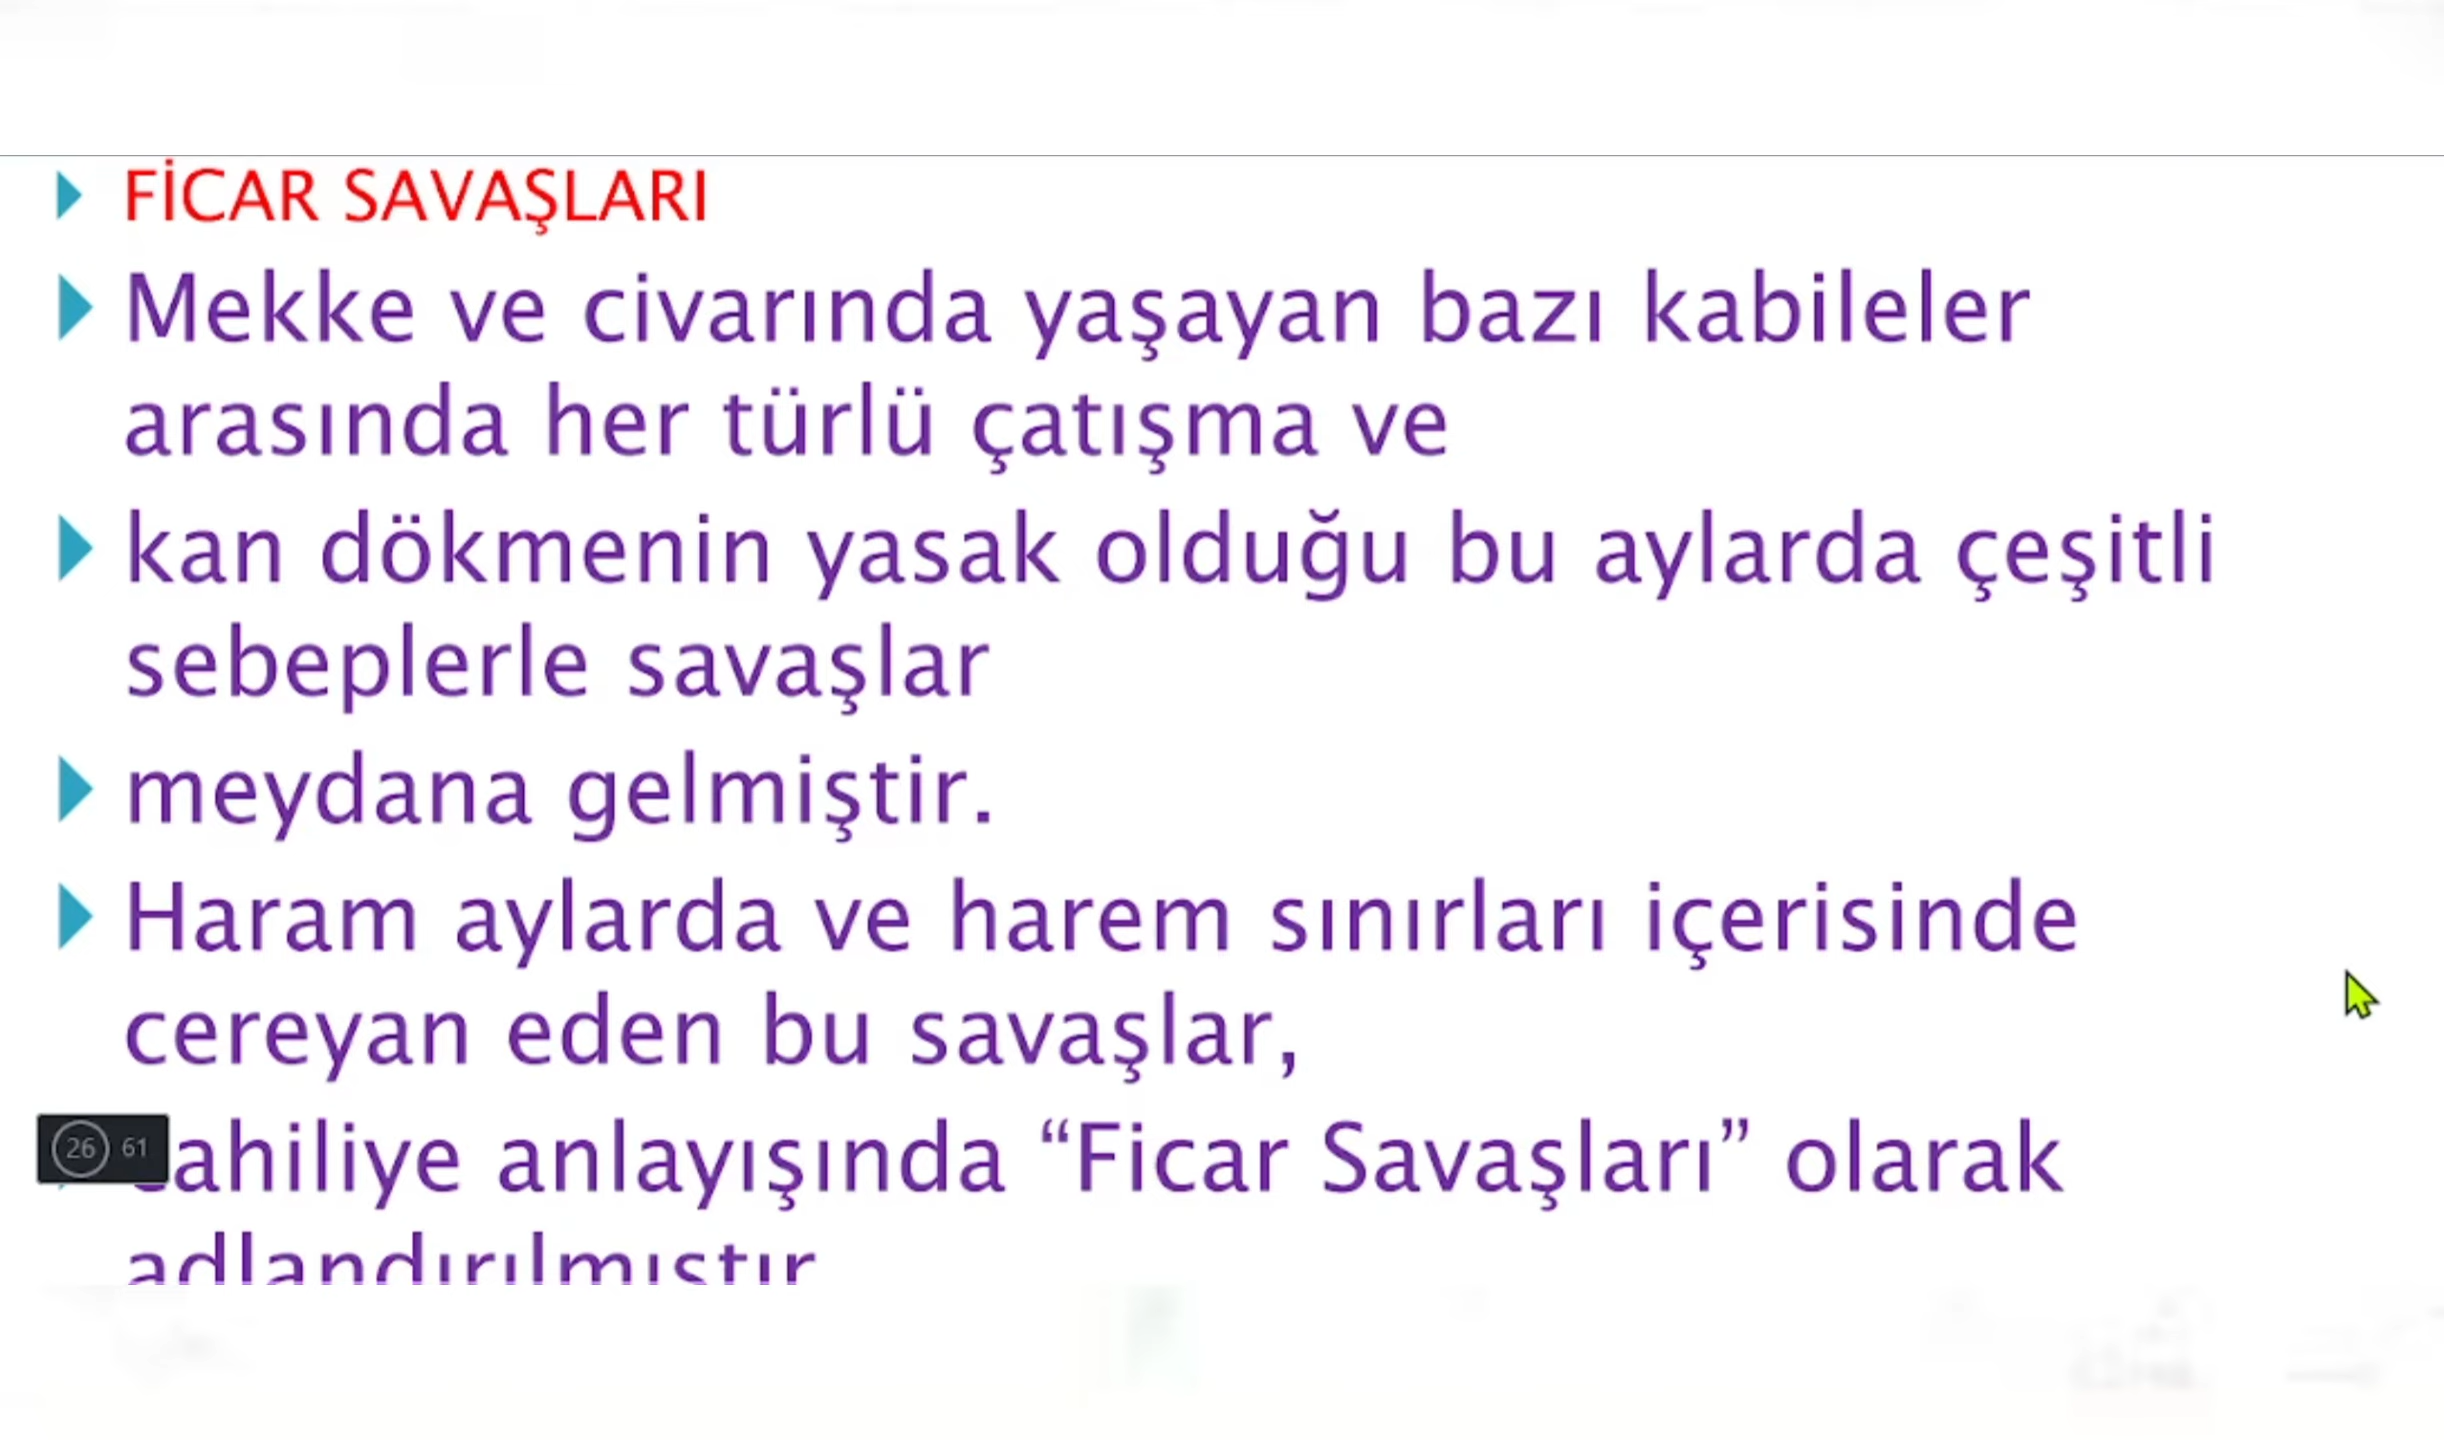 FİCAR SAVAŞLARI
Mekke ve civarında yaşayan bazı kabileler
arasında her türlü çatışma ve
kan dökmenin yasak olduğu bu aylarda çeşitli
sebeplerle savaşlar
meydana gelmiştir.
Haram aylarda ve harem sınırları içerisinde
cereyan eden bu savaşlar,
26 61
cahiliye anlayışında “Ficar Savaşları” olarak
adlandırılmıştır